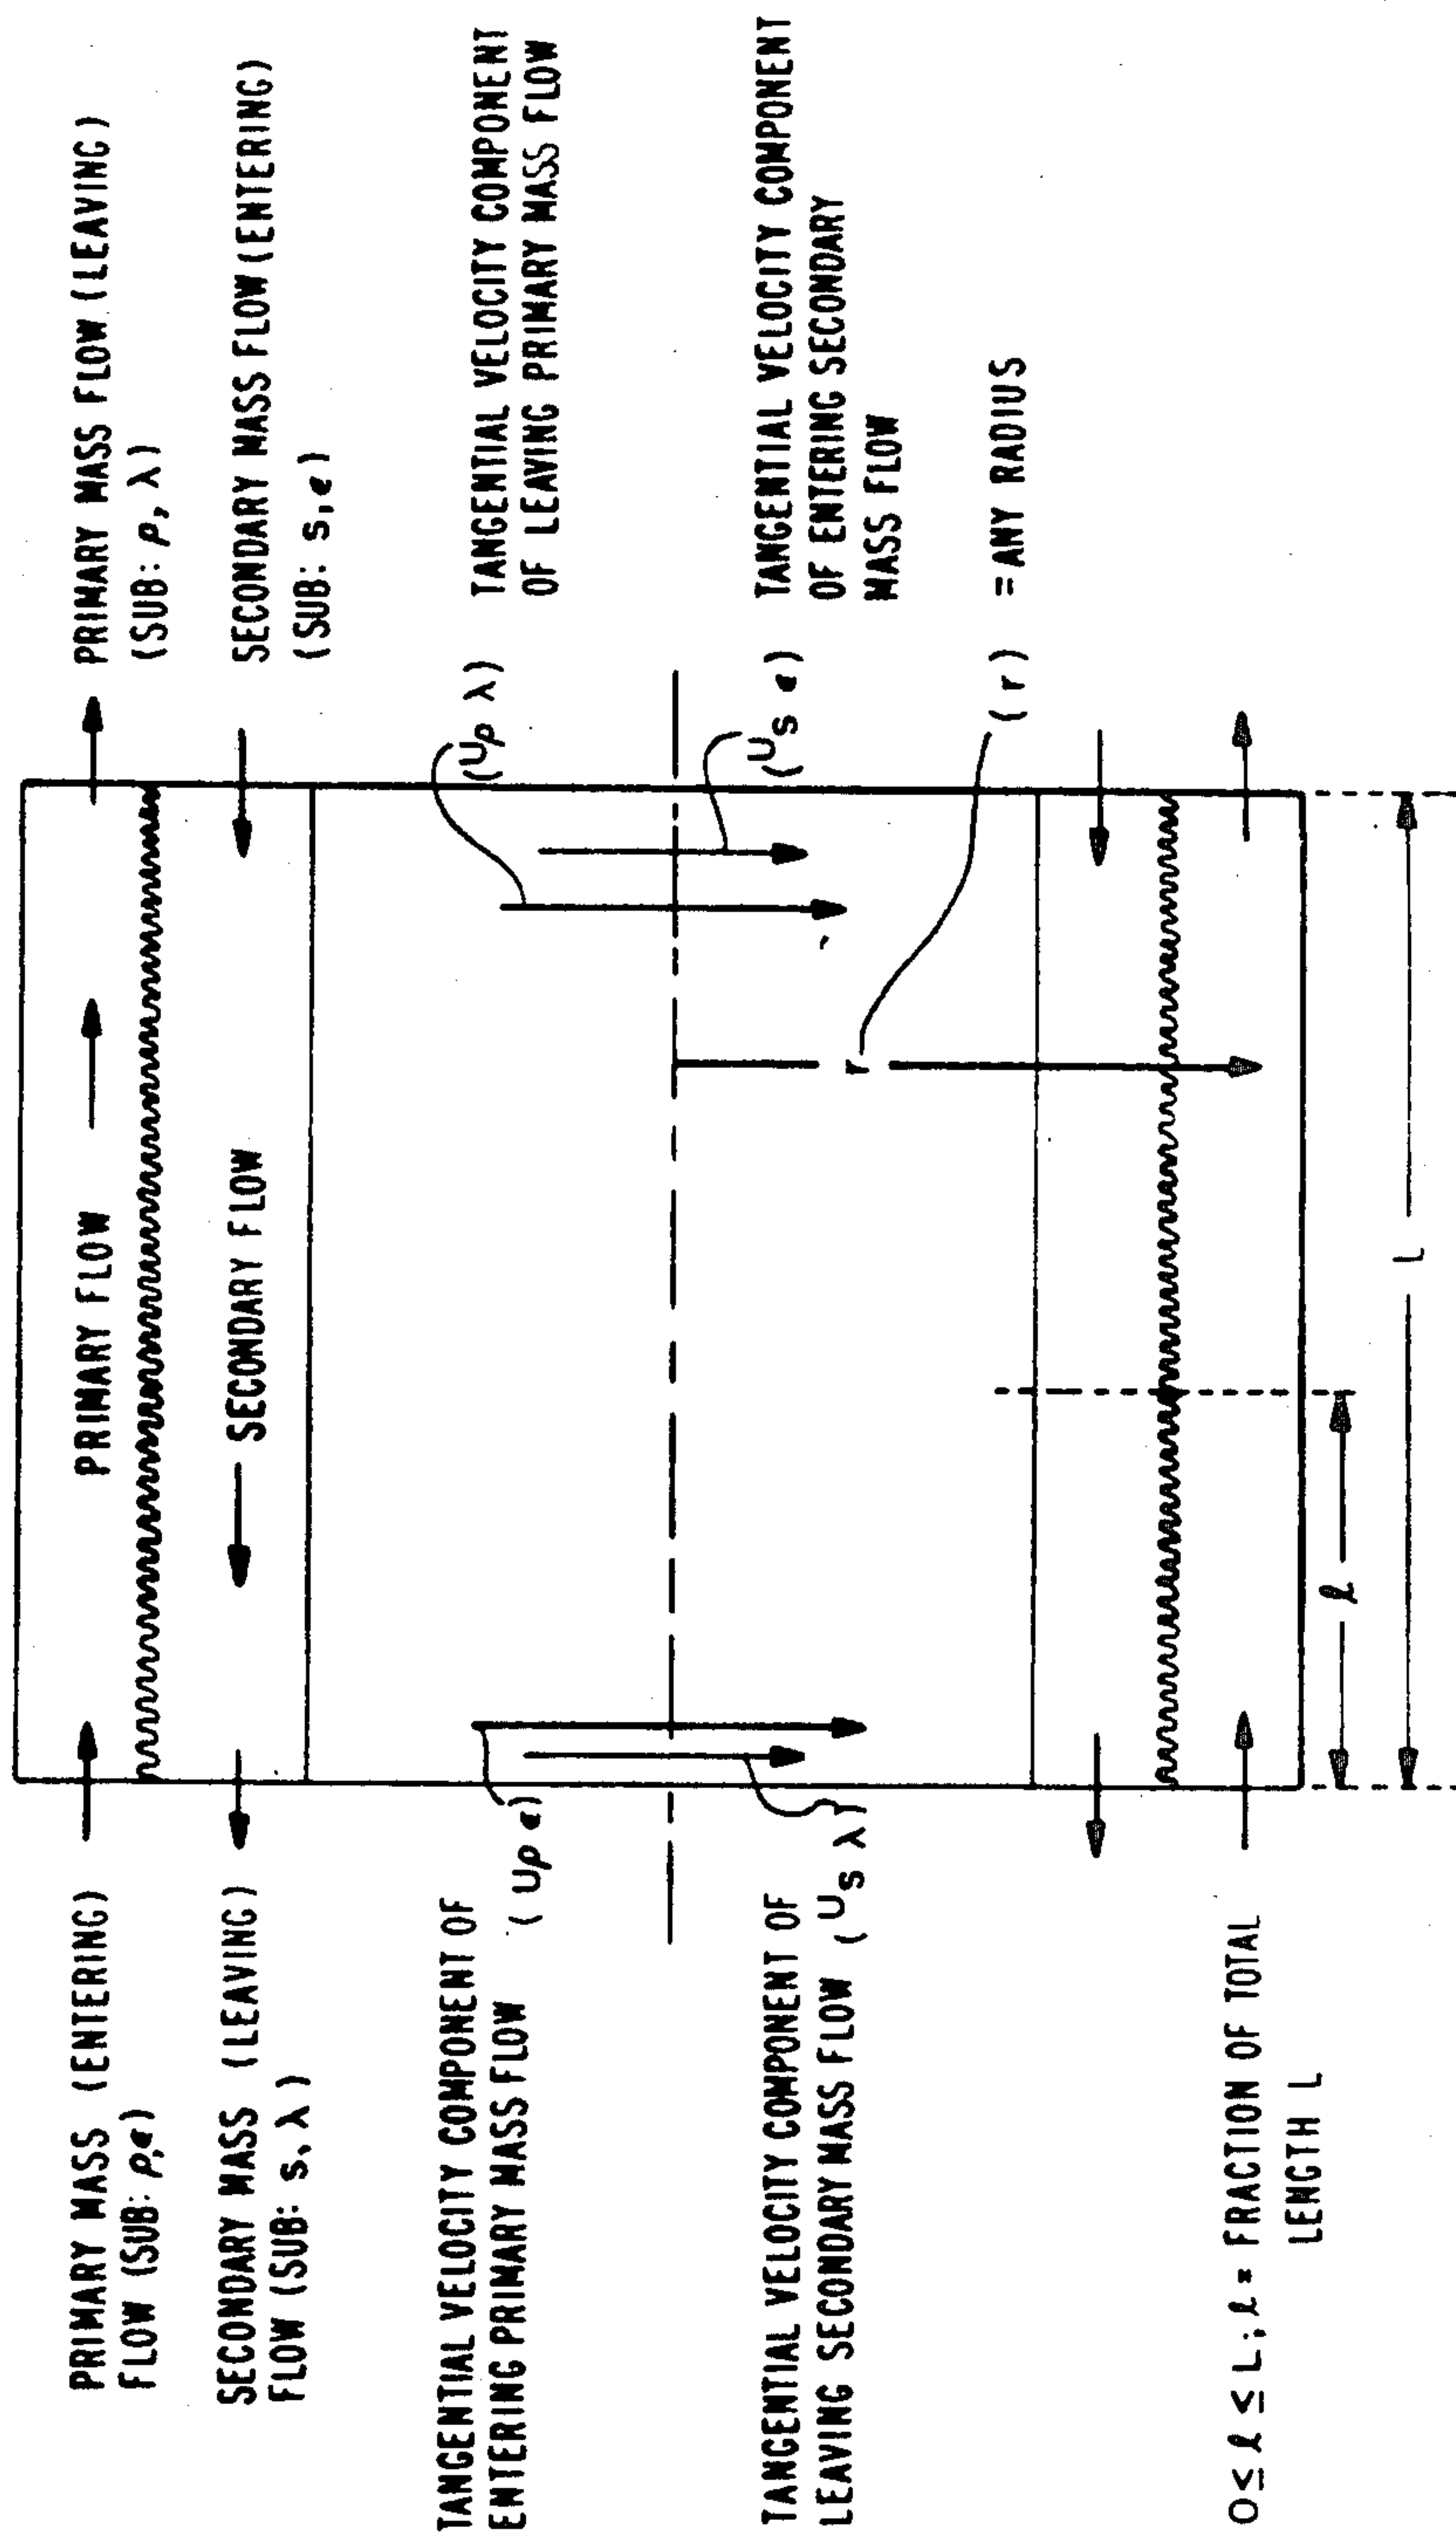 PRIMARY MASS (ENTERING)
FLOW (SUB: ρ,e)
SECONDARY MASS (LEAVING)
FLOW (SUB: s, λ)
TANGENTIAL VELOCITY COMPONENT OF
ENTERING PRIMARY MASS FLOW
(Uρ e)
TANGENTIAL VELOCITY COMPONENT OF
LEAVING SECONDARY MASS FLOW (Us λ)
0 ≤ ℓ ≤ L; ℓ = FRACTION OF TOTAL
LENGTH L
PRIMARY FLOW
SECONDARY FLOW
r
ℓ
L
PRIMARY MASS FLOW (LEAVING)
(SUB: ρ, λ)
SECONDARY MASS FLOW (ENTERING)
(SUB: s, e)
(Uρ λ) TANGENTIAL VELOCITY COMPONENT
OF LEAVING PRIMARY MASS FLOW
(Us e) TANGENTIAL VELOCITY COMPONENT
OF ENTERING SECONDARY
MASS FLOW
(r) = ANY RADIUS